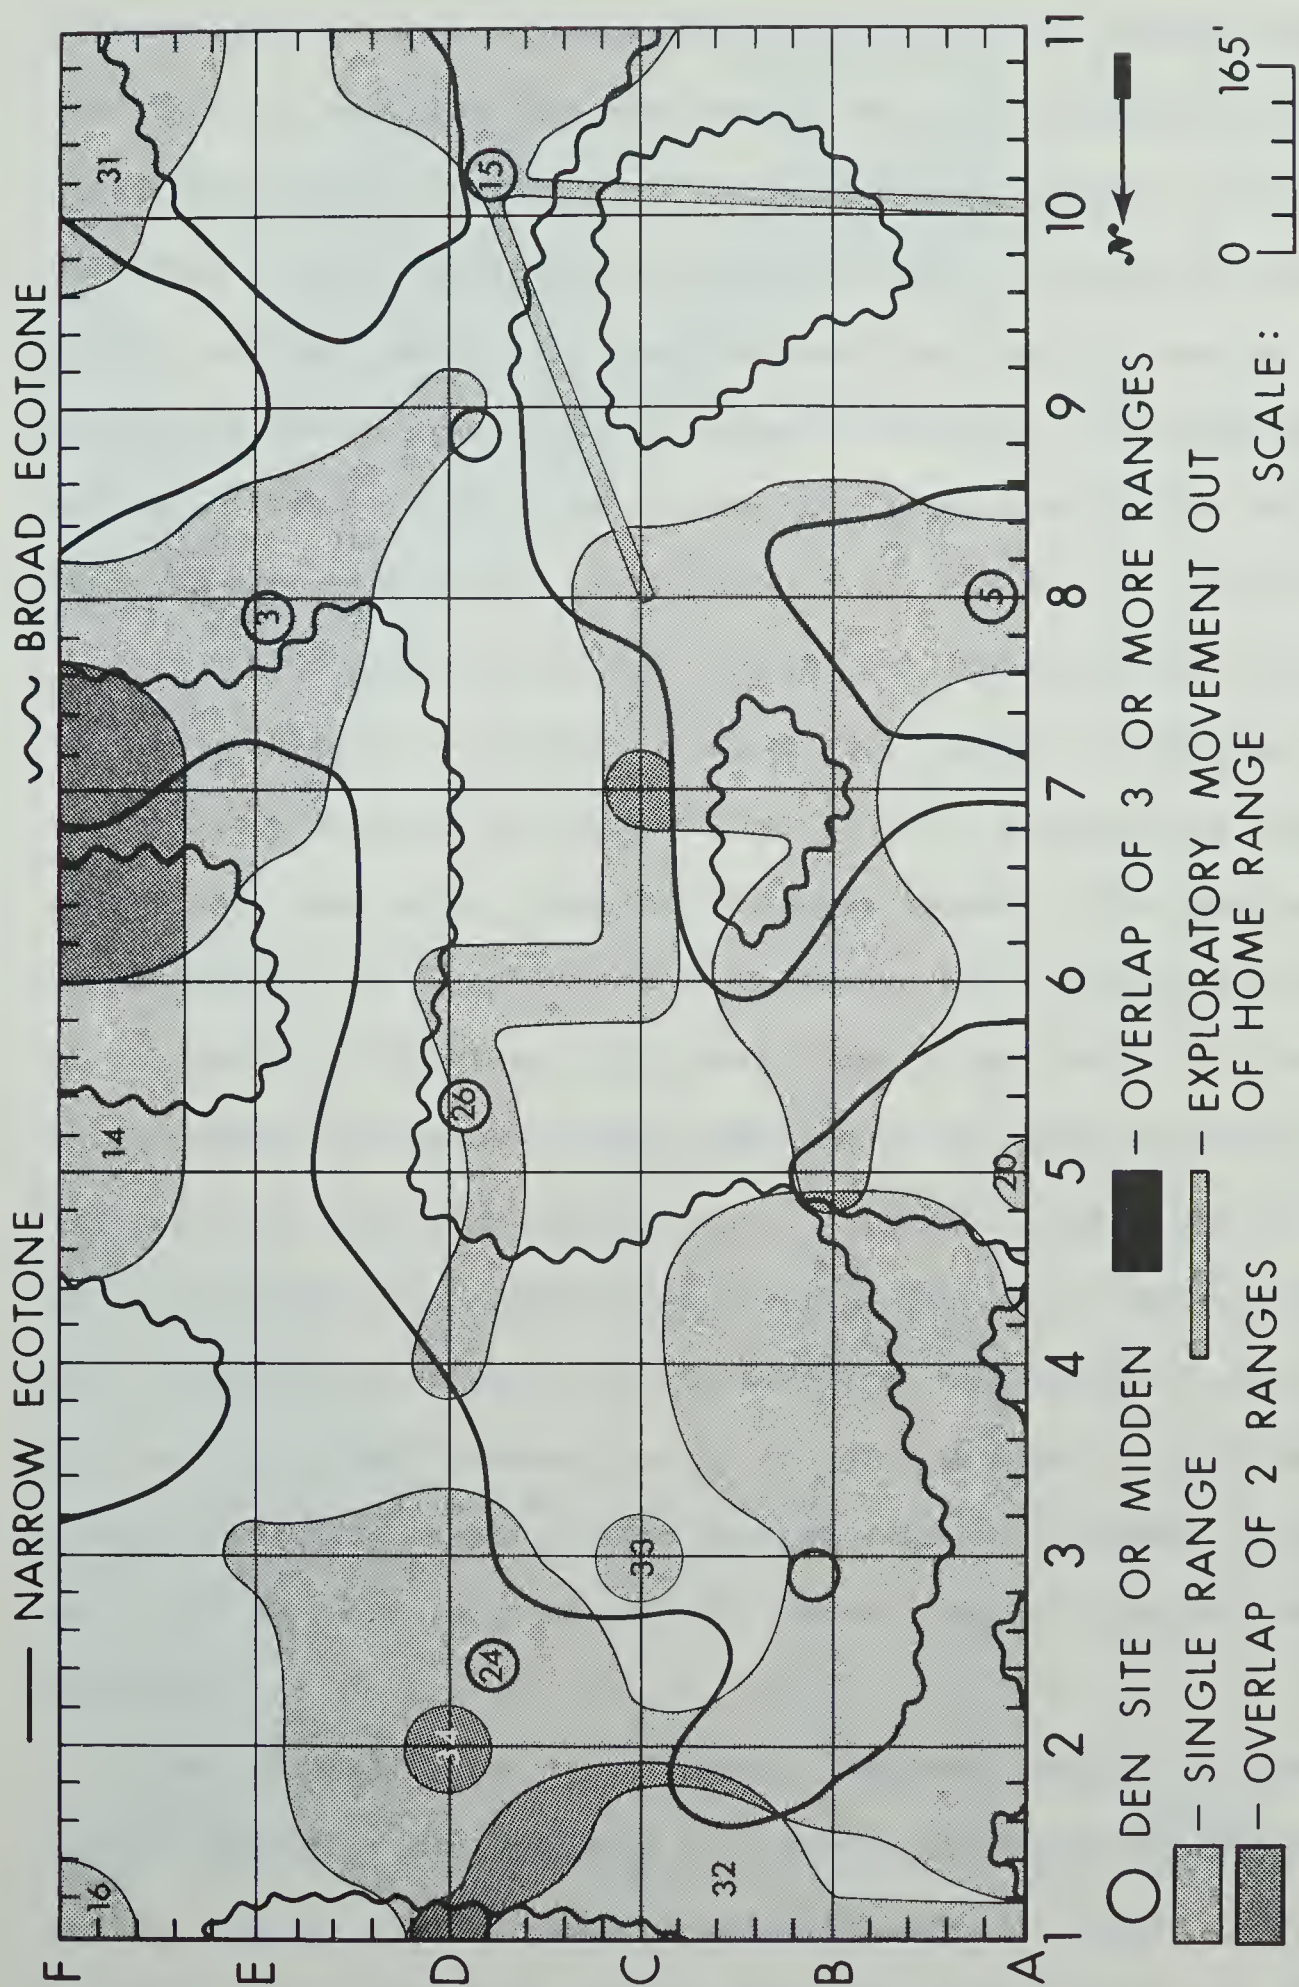 — NARROW ECOTONE
BROAD ECOTONE
F
E
D
C
B
A
16
14
31
3
15
26
34
24
33
32
20
5
1 2 3 4 5 6 7 8 9 10 11
DEN SITE OR MIDDEN
— SINGLE RANGE
— OVERLAP OF 2 RANGES
— OVERLAP OF 3 OR MORE RANGES
— EXPLORATORY MOVEMENT OUT
OF HOME RANGE
N
SCALE :
0 165'